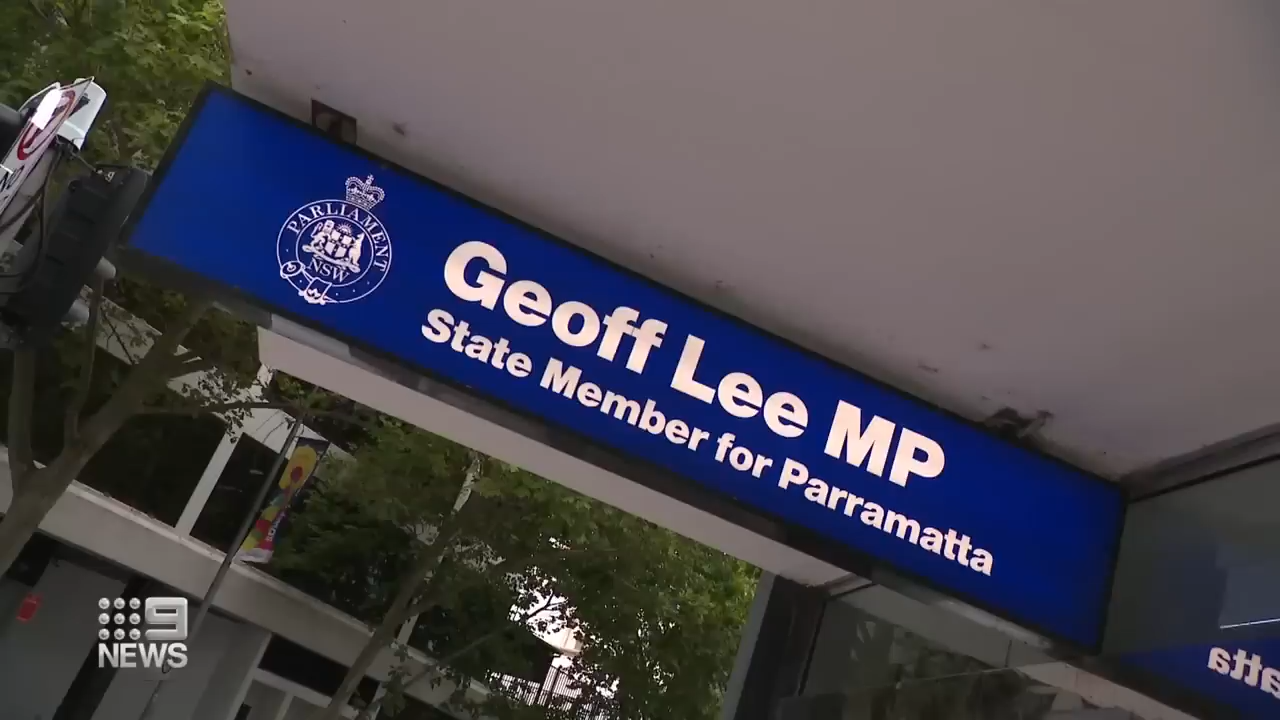 PARLIAMENT
NSW
Geoff Lee MP
State Member for Parramatta
atta
9
NEWS